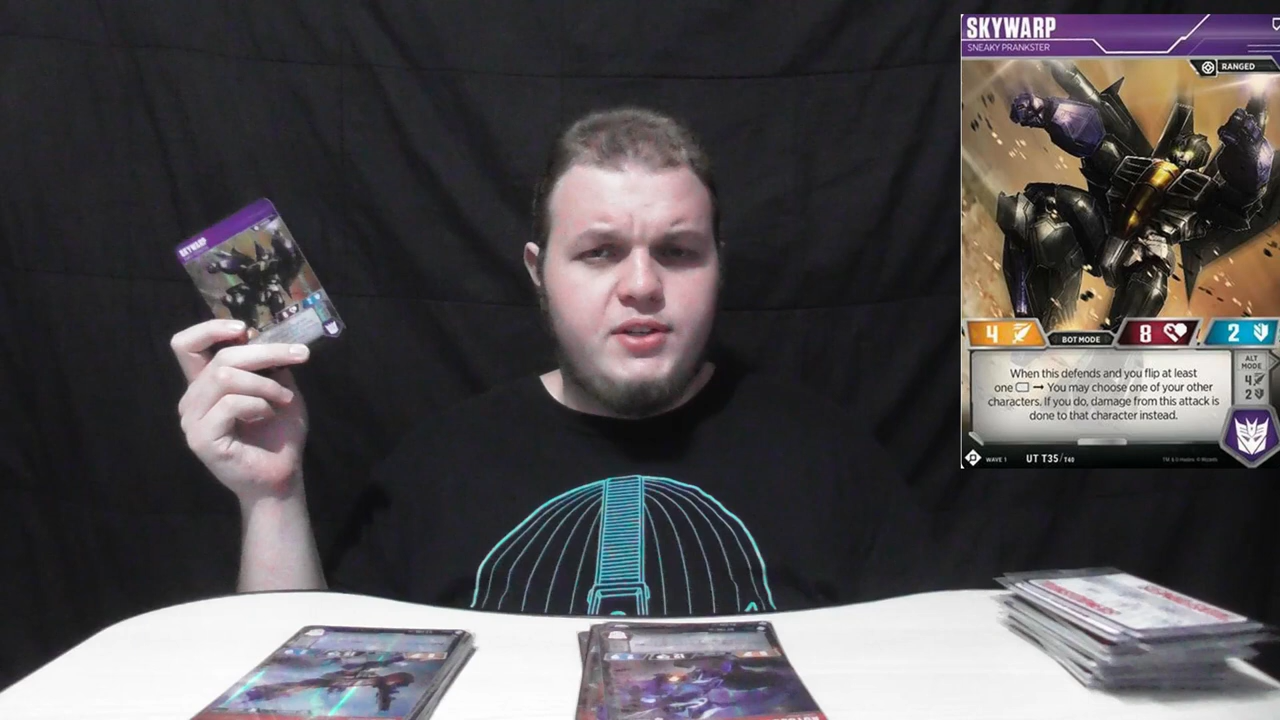 SKYWARP
SNEAKY PRANKSTER
RANGED
4
BOT MODE
8
2
ALT
MODE
4
2
When this defends and you flip at least
one → You may choose one of your other
characters. If you do, damage from this attack is
done to that character instead.
WAVE 1
UT T35/T40
SKYWARP